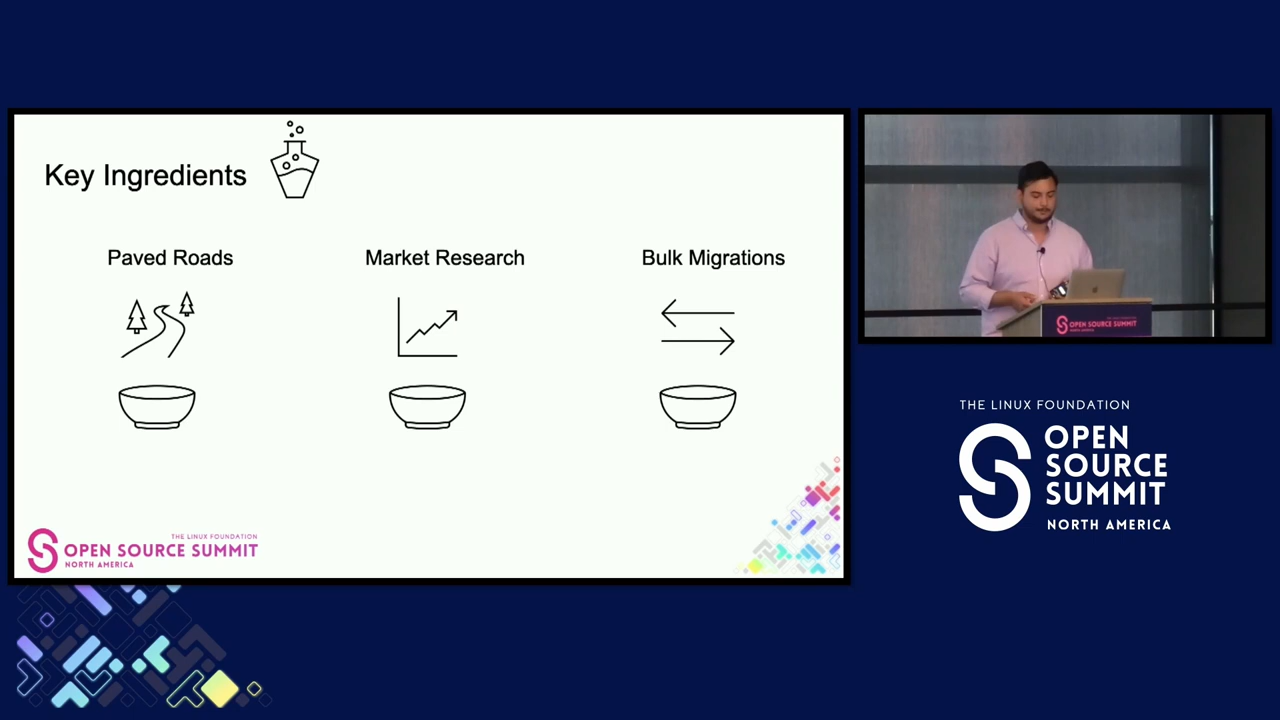 Key Ingredients
Paved Roads
Market Research
Bulk Migrations
THE LINUX FOUNDATION
OPEN SOURCE SUMMIT
NORTH AMERICA
OPEN SOURCE SUMMIT
THE LINUX FOUNDATION
OPEN
SOURCE
SUMMIT
NORTH AMERICA